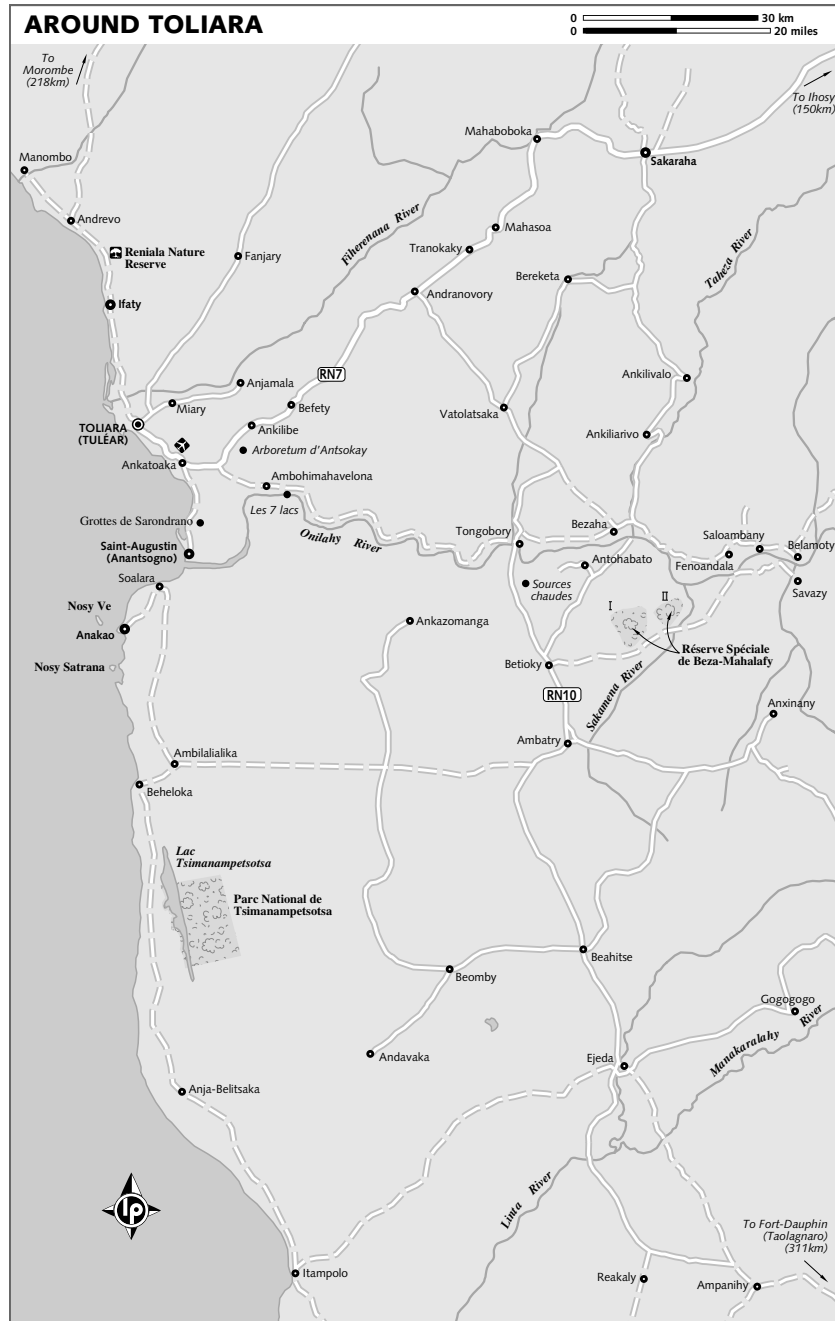 AROUND TOLIARA
0 30 km
0 20 miles
To
Morombe
(218km)
To Ihosy
(150km)
Mahaboboka
Sakaraha
Manombo
Andrevo
Fiherenana River
Mahasoa
Taheza River
Reniala Nature
Reserve
Fanjary
Tranokaky
Bereketa
Andranovory
Ifaty
RN7
Anjamala
Ankilivalo
Miary
Befety
Vatolatsaka
TOLIARA
(TULÉAR)
Ankilibe
Ankiliarivo
Arboretum d'Antsokay
Ankatoaka
Ambohimahavelona
Les 7 lacs
Grottes de Sarondrano
Onilahy River
Tongobory
Bezaha
Saloambany
Belamoty
Saint-Augustin
(Anantsogno)
Antohabato
Fenoandala
Soalara
Sources
chaudes
Savazy
Nosy Ve
I
II
Ankazomanga
Anakao
Réserve Spéciale
de Beza-Mahalafy
Nosy Satrana
Betioky
Sakamena River
RN10
Anxinany
Ambatry
Ambilalialika
Beheloka
Lac
Tsimanampetsotsa
Parc National de
Tsimanampetsotsa
Beahitse
Beomby
Gogogogo
Manakaralahy River
Andavaka
Ejeda
Anja-Belitsaka
Linta River
lp
To Fort-Dauphin
(Taolagnaro)
(311km)
Itampolo
Reakaly
Ampanihy